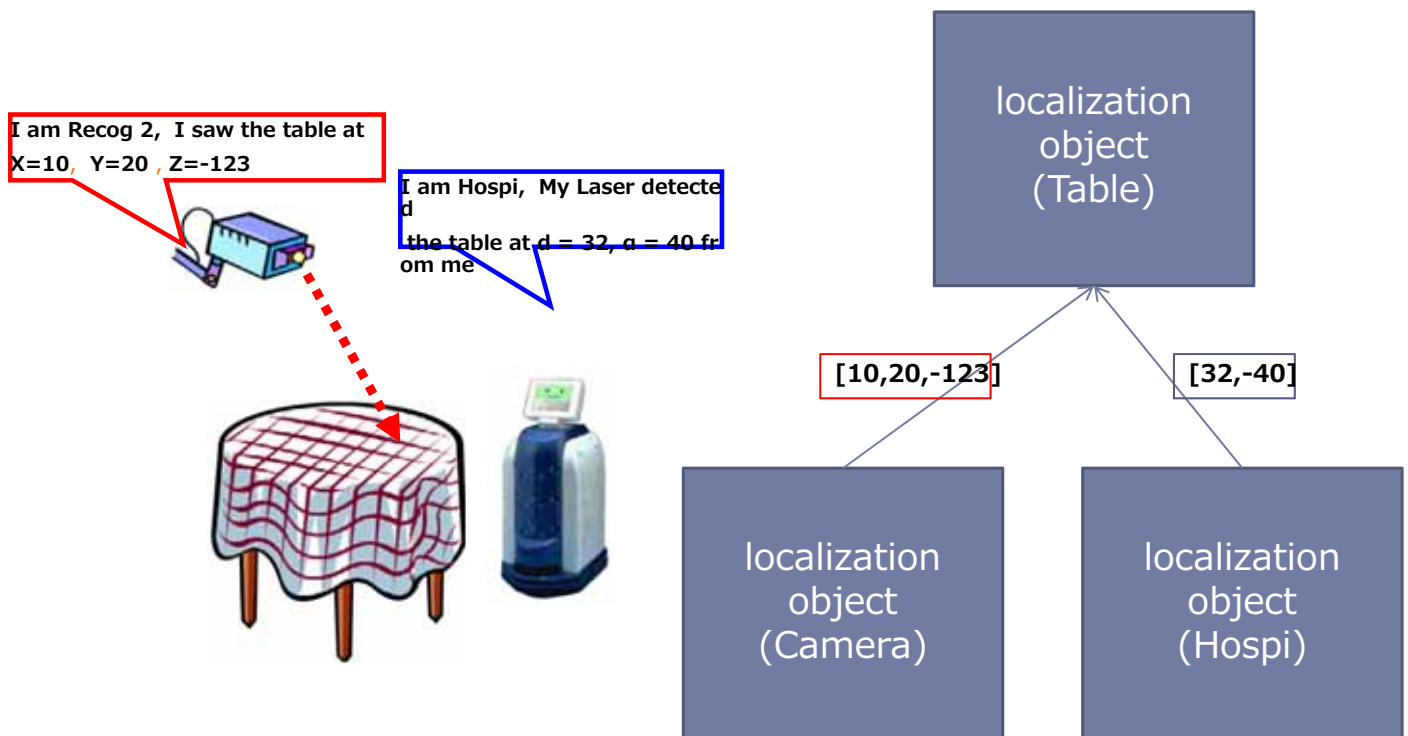 I am Recog 2,  I saw the table at
X=10,  Y=20 , Z=-123
I am Hospi,  My Laser detecte
d
the table at d = 32, α = 40 fr
om me
localization
object
(Table)
[10,20,-123]
[32,-40]
localization
object
(Camera)
localization
object
(Hospi)